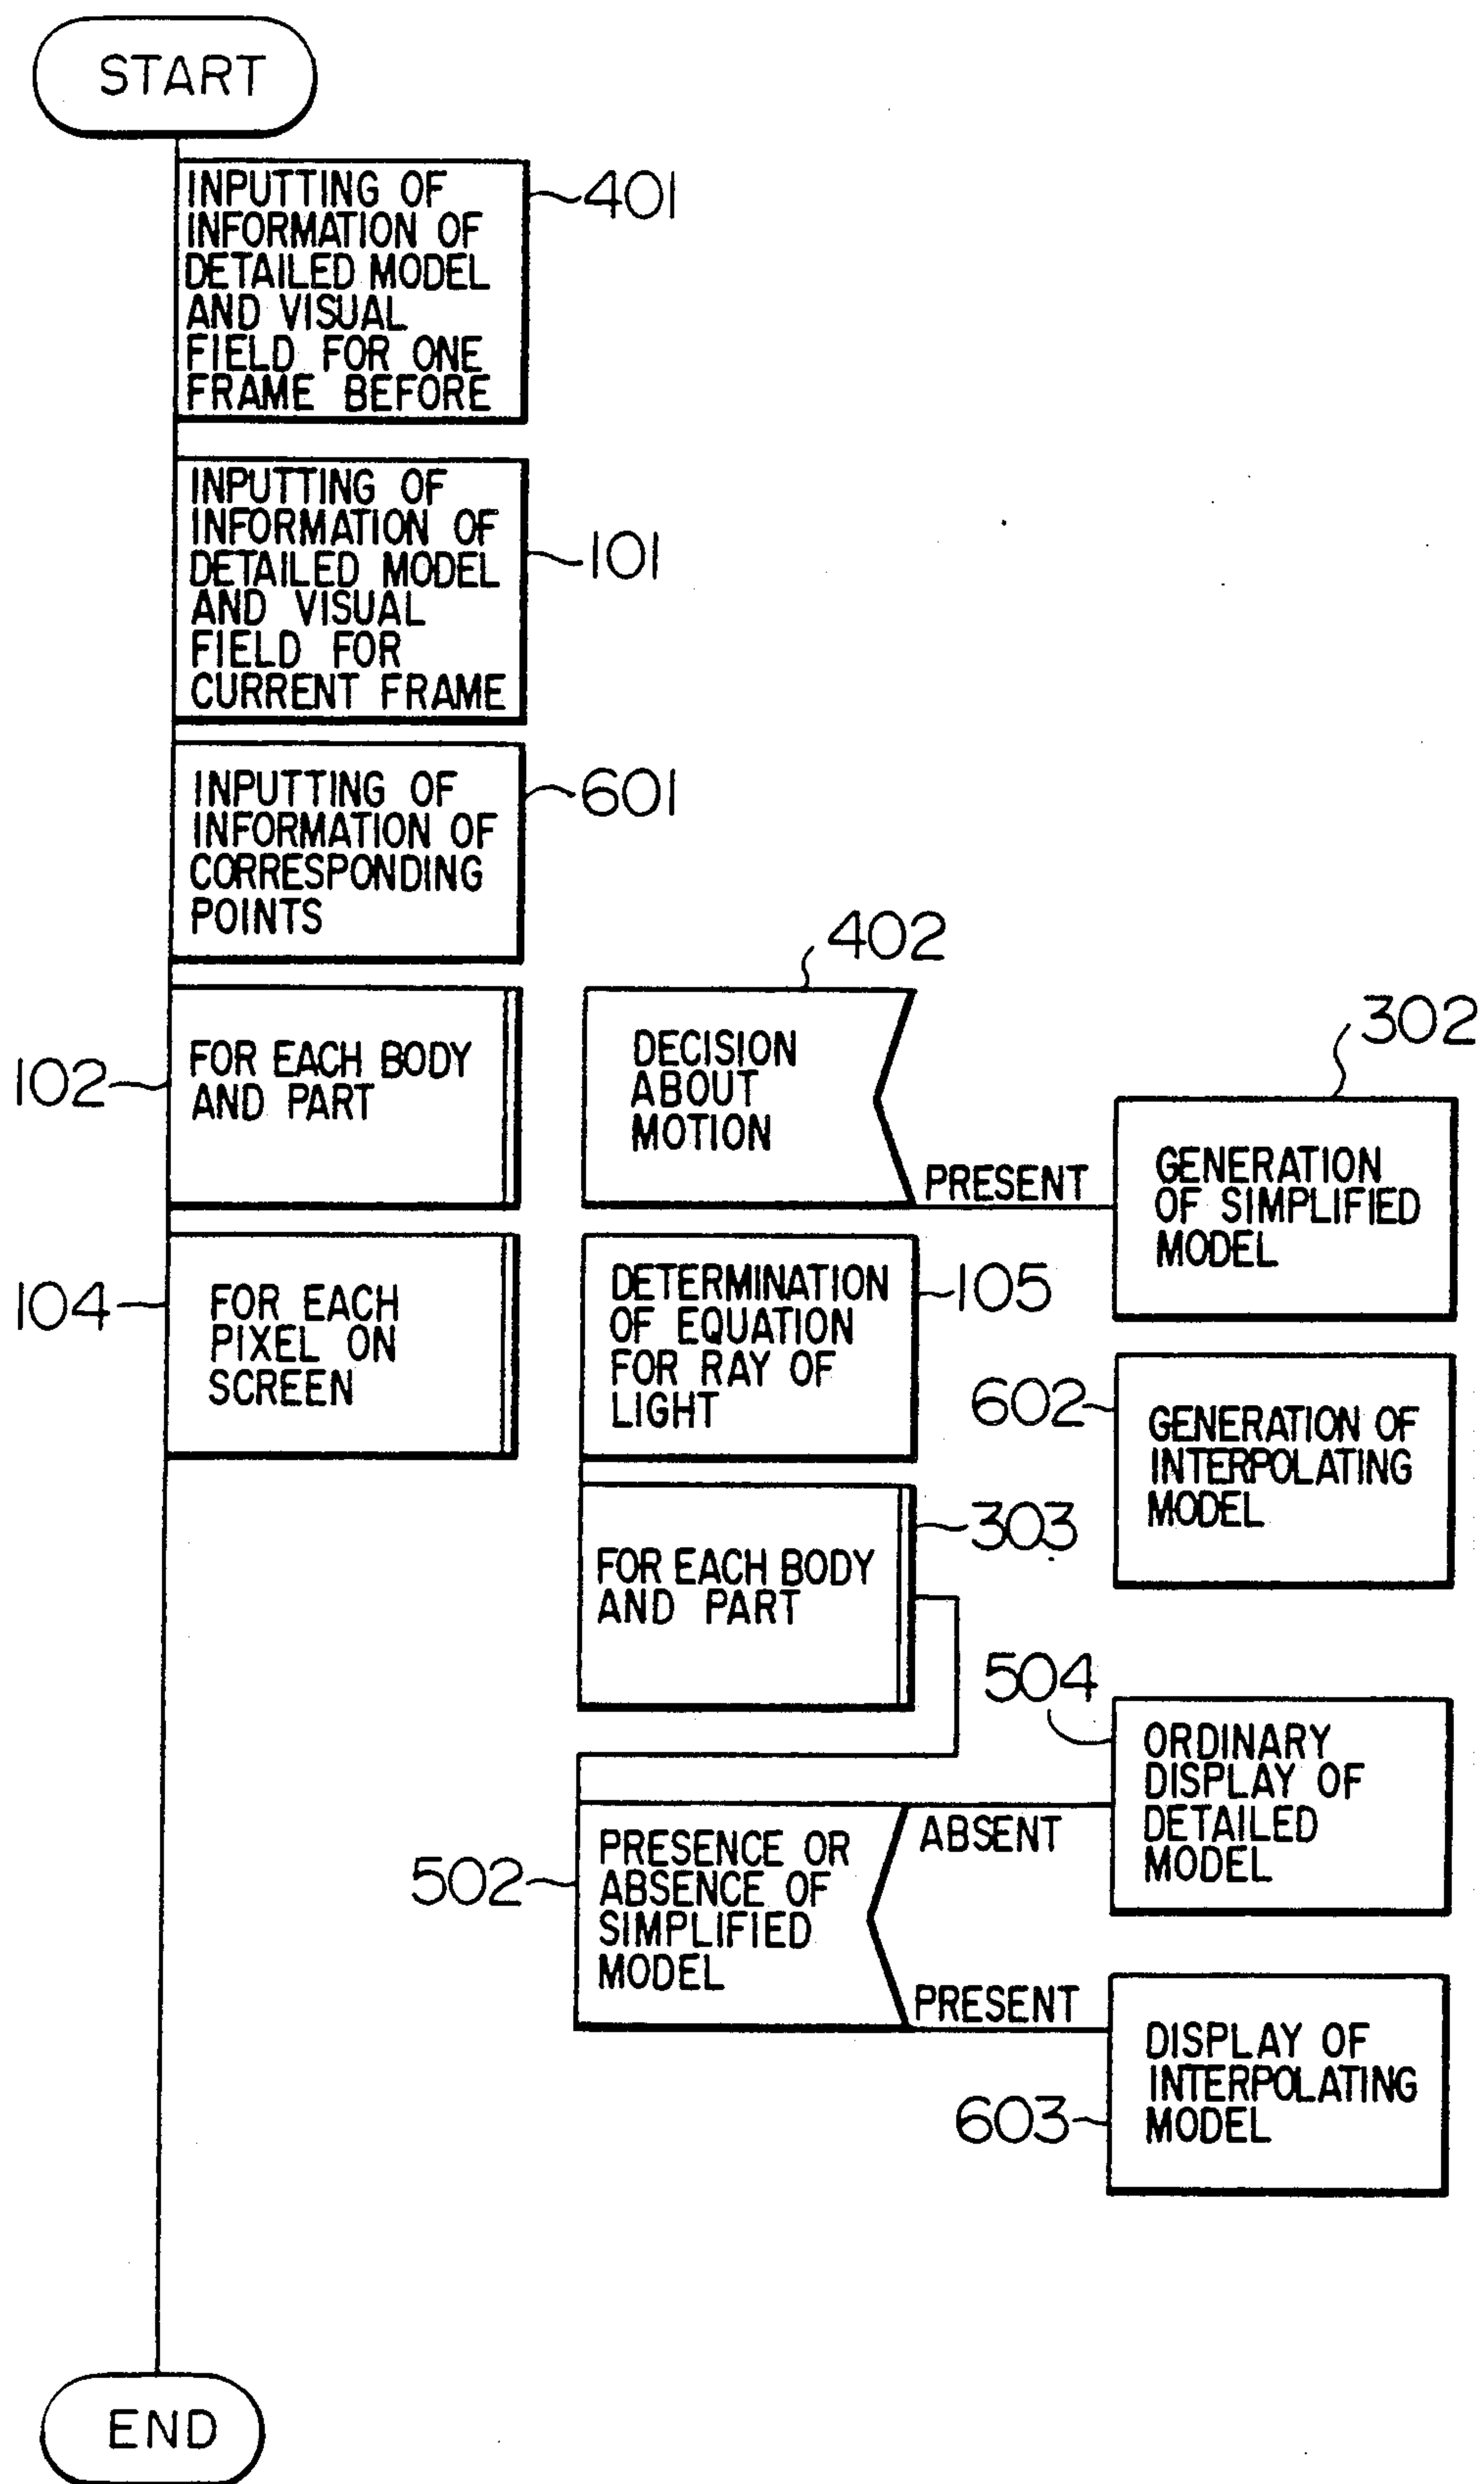 START
INPUTTING OF
INFORMATION OF
DETAILED MODEL
AND VISUAL
FIELD FOR ONE
FRAME BEFORE
401
INPUTTING OF
INFORMATION OF
DETAILED MODEL
AND VISUAL
FIELD FOR
CURRENT FRAME
101
INPUTTING OF
INFORMATION OF
CORRESPONDING
POINTS
601
102
FOR EACH BODY
AND PART
402
DECISION
ABOUT
MOTION
PRESENT
302
GENERATION
OF SIMPLIFIED
MODEL
104
FOR EACH
PIXEL ON
SCREEN
DETERMINATION
OF EQUATION
FOR RAY OF
LIGHT
105
602
GENERATION OF
INTERPOLATING
MODEL
FOR EACH BODY
AND PART
303
504
ORDINARY
DISPLAY OF
DETAILED
MODEL
502
PRESENCE OR
ABSENCE OF
SIMPLIFIED
MODEL
ABSENT
PRESENT
603
DISPLAY OF
INTERPOLATING
MODEL
END